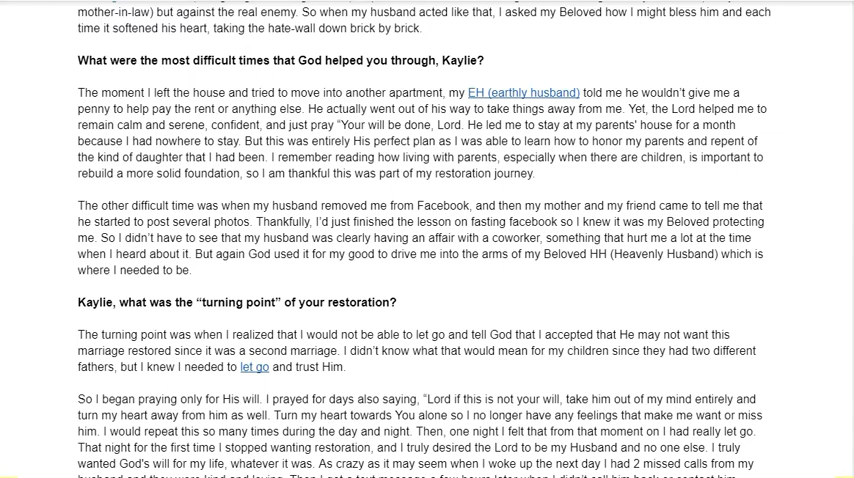 mother-in-law) but against the real enemy. So when my husband acted like that, I asked my Beloved how I might bless him and each
time it softened his heart, taking the hate-wall down brick by brick.
What were the most difficult times that God helped you through, Kaylie?
The moment I left the house and tried to move into another apartment, my EH (earthly husband) told me he wouldn't give me a
penny to help pay the rent or anything else. He actually went out of his way to take things away from me. Yet, the Lord helped me to
remain calm and serene, confident, and just pray "Your will be done, Lord. He led me to stay at my parents' house for a month
because I had nowhere to stay. But this was entirely His perfect plan as I was able to learn how to honor my parents and repent of
the kind of daughter that I had been. I remember reading how living with parents, especially when there are children, is important to
rebuild a more solid foundation, so I am thankful this was part of my restoration journey.
The other difficult time was when my husband removed me from Facebook, and then my mother and my friend came to tell me that
he started to post several photos. Thankfully, I'd just finished the lesson on fasting facebook so I knew it was my Beloved protecting
me. So I didn't have to see that my husband was clearly having an affair with a coworker, something that hurt me a lot at the time
when I heard about it. But again God used it for my good to drive me into the arms of my Beloved HH (Heavenly Husband) which is
where I needed to be.
Kaylie, what was the "turning point" of your restoration?
The turning point was when I realized that I would not be able to let go and tell God that I accepted that He may not want this
marriage restored since it was a second marriage. I didn't know what that would mean for my children since they had two different
fathers, but I knew I needed to let go and trust Him.
So I began praying only for His will. I prayed for days also saying, "Lord if this is not your will, take him out of my mind entirely and
turn my heart away from him as well. Turn my heart towards You alone so I no longer have any feelings that make me want or miss
him. I would repeat this so many times during the day and night. Then, one night I felt that from that moment on I had really let go.
That night for the first time I stopped wanting restoration, and I truly desired the Lord to be my Husband and no one else. I truly
wanted God's will for my life, whatever it was. As crazy as it may seem when I woke up the next day I had 2 missed calls from my
husband and they were kind and loving. Then I got a text message a few hours later when I didn't call him back or contact him